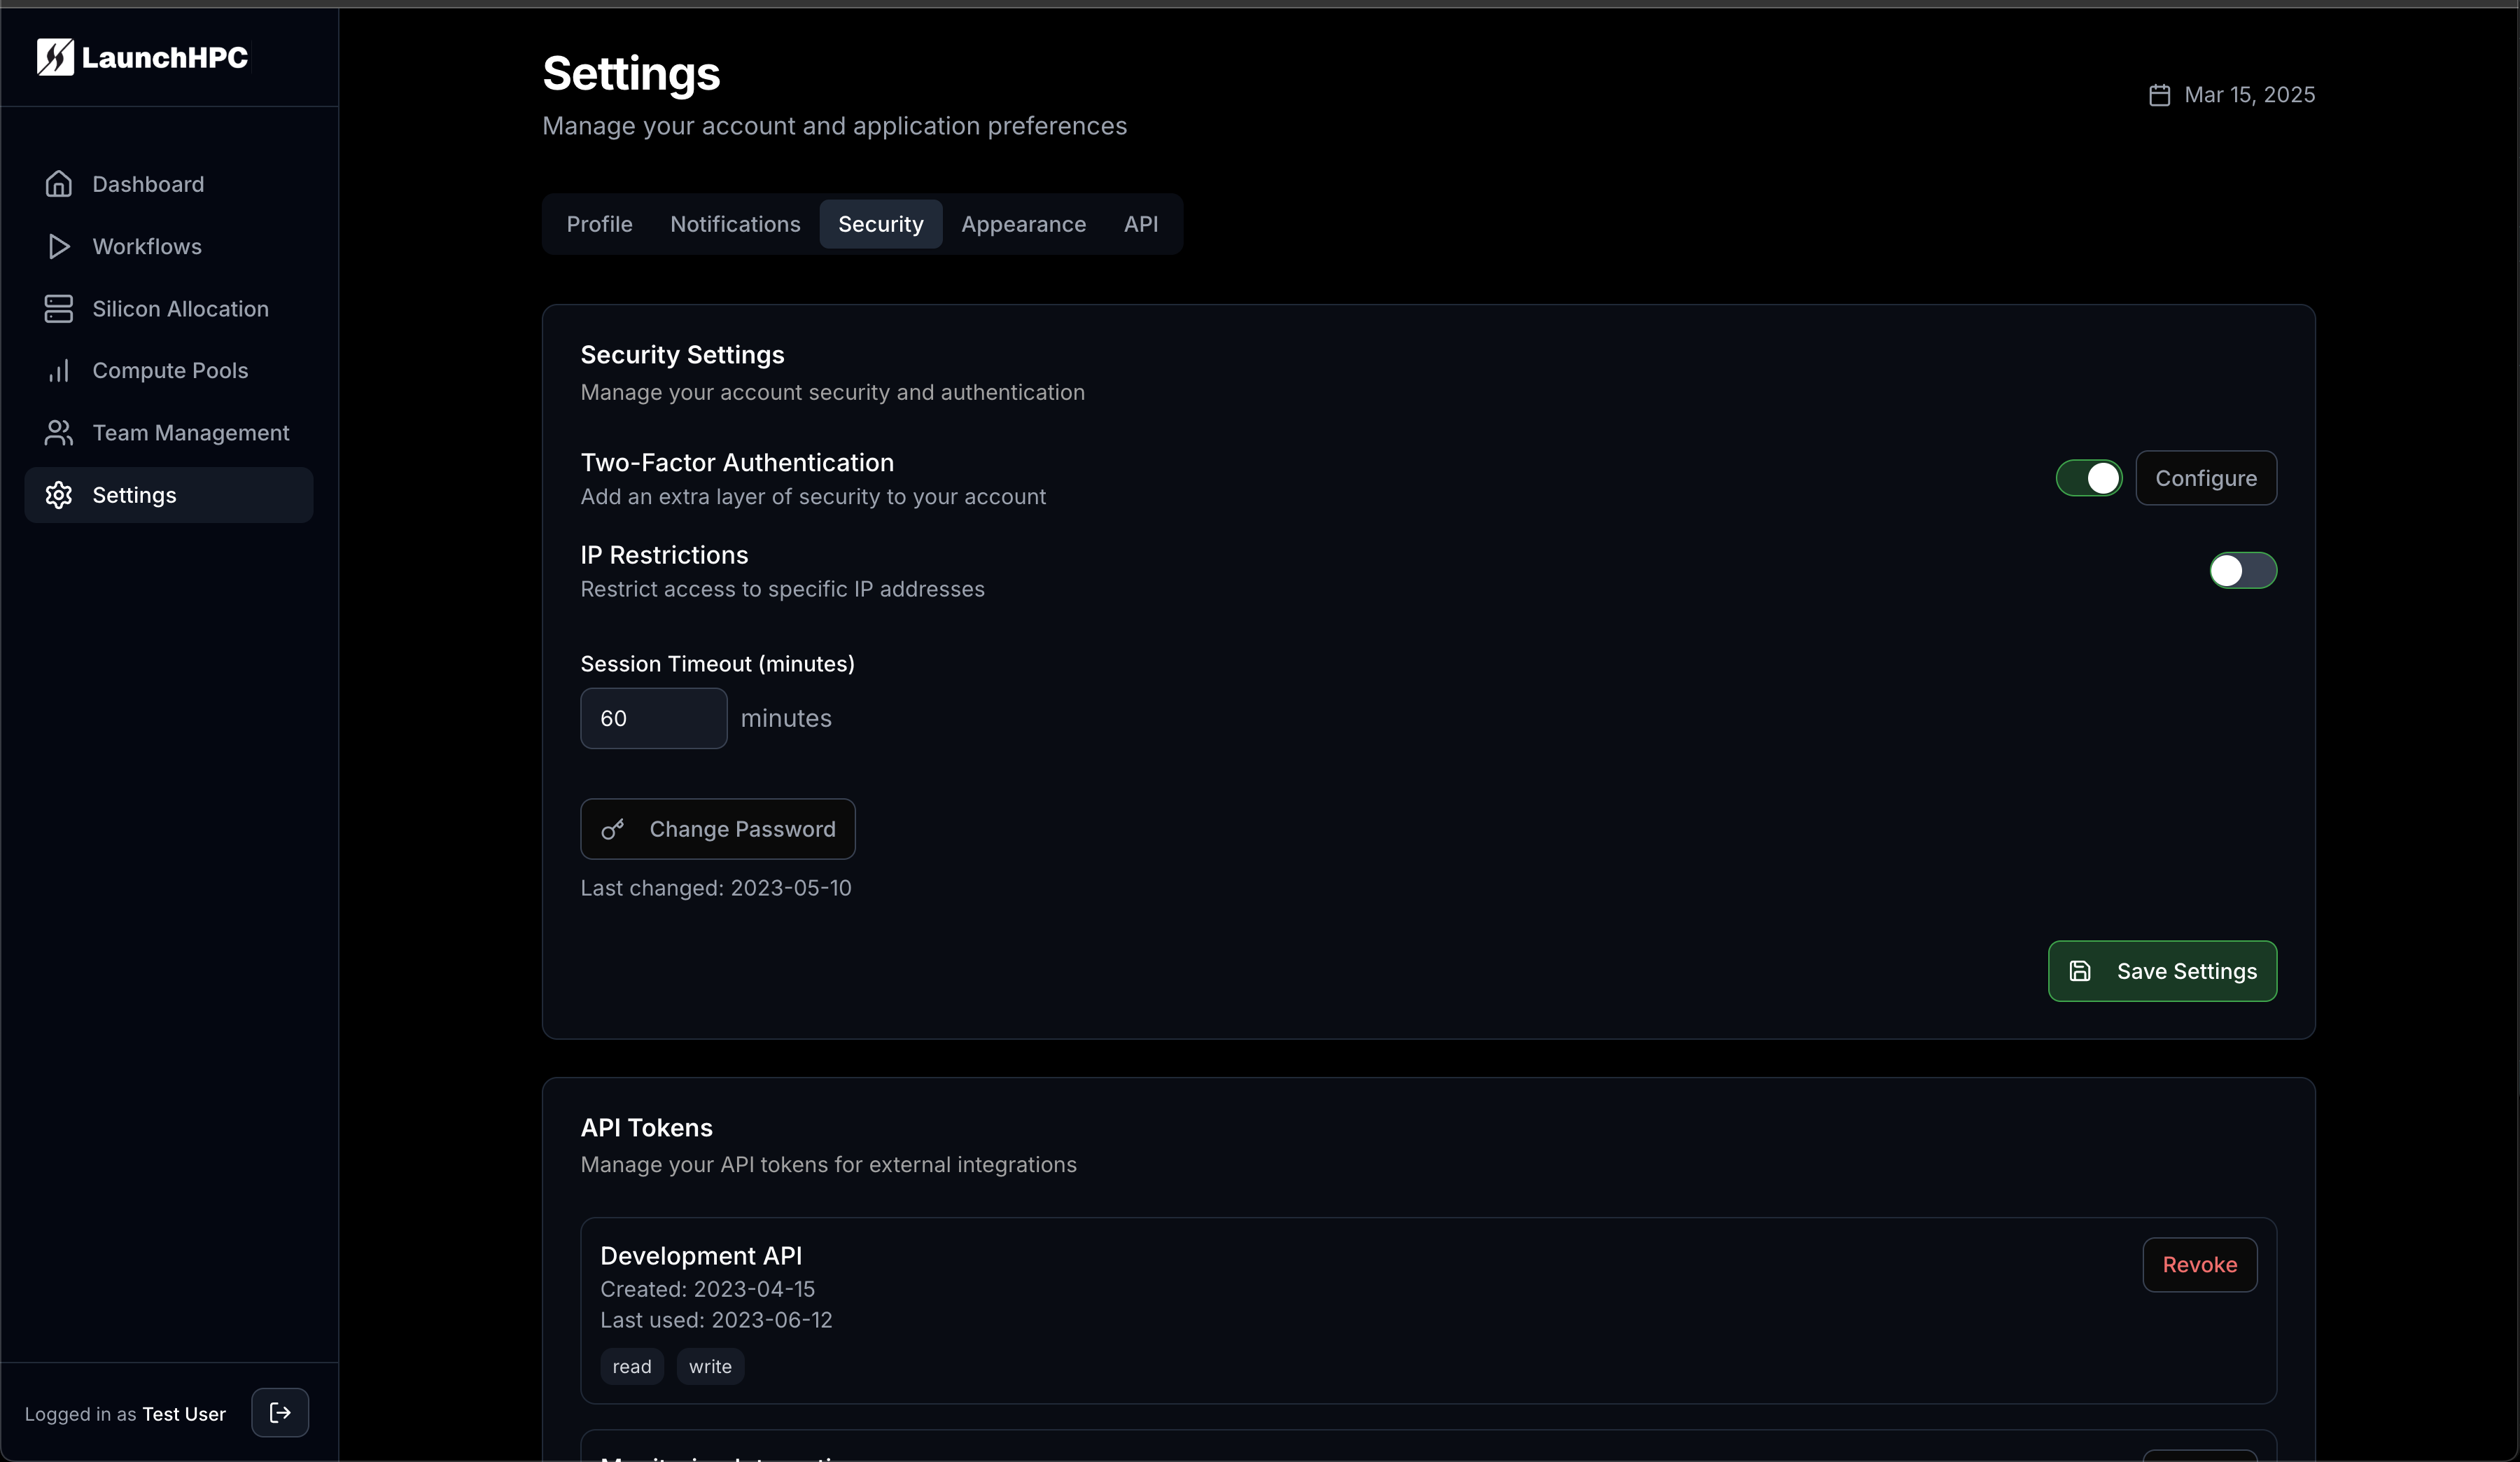 LaunchHPC
Dashboard
Workflows
Silicon Allocation
Compute Pools
Team Management
Settings
Logged in as Test User
Settings
Manage your account and application preferences
Mar 15, 2025
Profile
Notifications
Security
Appearance
API
Security Settings
Manage your account security and authentication
Two-Factor Authentication
Add an extra layer of security to your account
Configure
IP Restrictions
Restrict access to specific IP addresses
Session Timeout (minutes)
60 minutes
Change Password
Last changed: 2023-05-10
Save Settings
API Tokens
Manage your API tokens for external integrations
Development API
Revoke
Created: 2023-04-15
Last used: 2023-06-12
read write